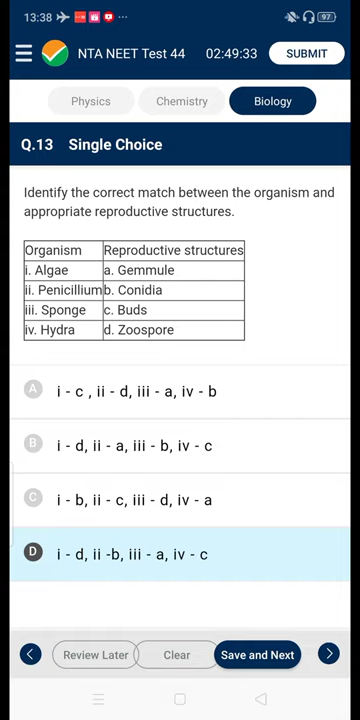 13:38
97
NTA NEET Test 44 02:49:33 SUBMIT
Physics Chemistry Biology
Q.13 Single Choice
Identify the correct match between the organism and
appropriate reproductive structures.
Organism Reproductive structures
i. Algae a. Gemmule
ii. Penicillium b. Conidia
iii. Sponge c. Buds
iv. Hydra d. Zoospore
A i - c , ii - d, iii - a, iv - b
B i - d, ii - a, iii - b, iv - c
C i - b, ii - c, iii - d, iv - a
D i - d, ii -b, iii - a, iv - c
Review Later Clear Save and Next